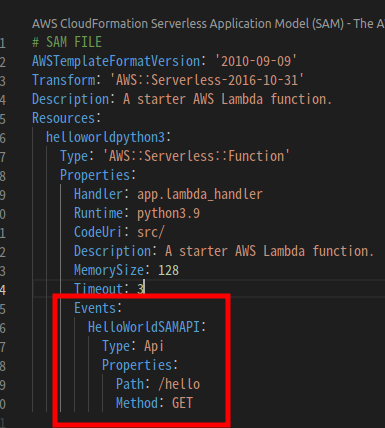 AWS CloudFormation Serverless Application Model (SAM) - The A
1 # SAM FILE
2 AWSTemplateFormatVersion: '2010-09-09'
3 Transform: 'AWS::Serverless-2016-10-31'
4 Description: A starter AWS Lambda function.
5 Resources:
6 helloworldpython3:
7 Type: 'AWS::Serverless::Function'
8 Properties:
9 Handler: app.lambda_handler
0 Runtime: python3.9
1 CodeUri: src/
2 Description: A starter AWS Lambda function.
3 MemorySize: 128
4 Timeout: 3
5 Events:
6 HelloWorldSAMAPI:
7 Type: Api
8 Properties:
9 Path: /hello
0 Method: GET
1